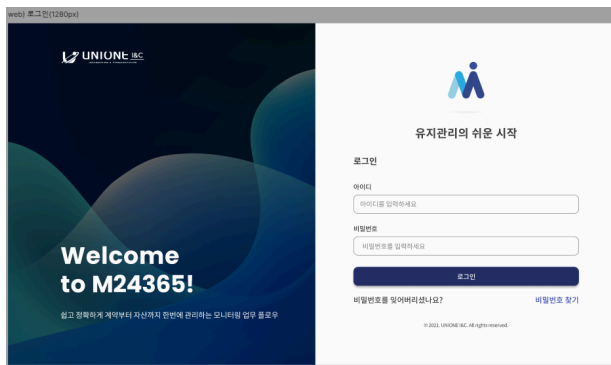 web) 로그인(1280px)
UNIONE I&C
Welcome
to M24365!
쉽고 정확하게 계약부터 자산까지 한번에 관리하는 모니터링 업무 플로우
유지관리의 쉬운 시작
로그인
아이디
아이디를 입력하세요
비밀번호
비밀번호를 입력하세요
로그인
비밀번호를 잊어버리셨나요? 비밀번호 찾기
© 2021. UNIONE I&C. All rights reserved.